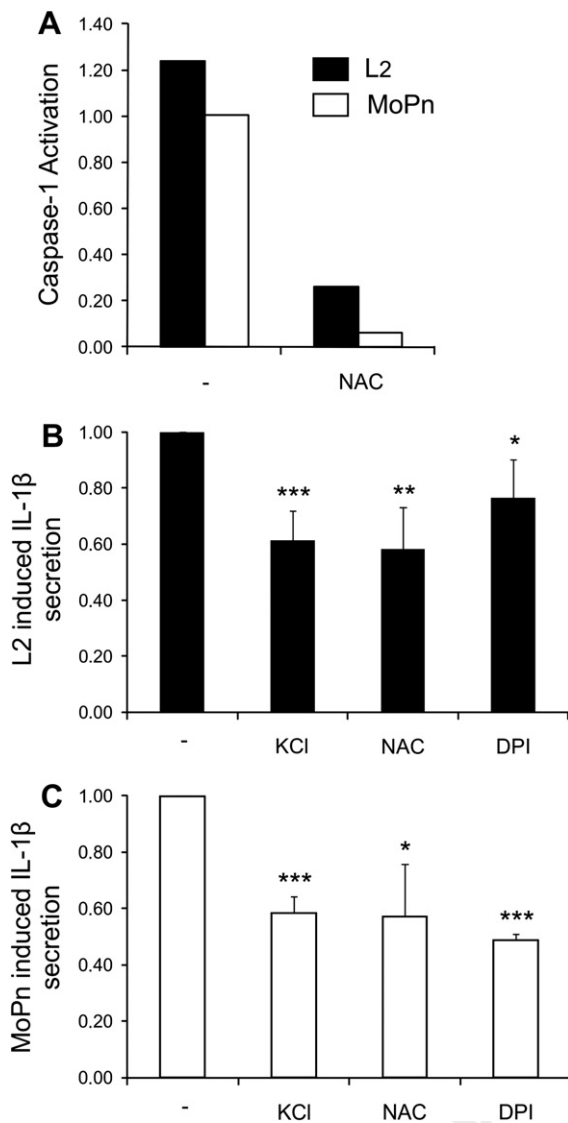 A
1.40
1.20
1.00
0.80
0.60
0.40
0.20
0.00
Caspase-1 Activation
L2
MoPn
- NAC
B
1.00
0.80
0.60
0.40
0.20
0.00
L2 induced IL-1β
secretion
*** ** *
- KCl NAC DPI
C
1.00
0.80
0.60
0.40
0.20
0.00
MoPn induced IL-1β
secretion
*** * ***
- KCl NAC DPI